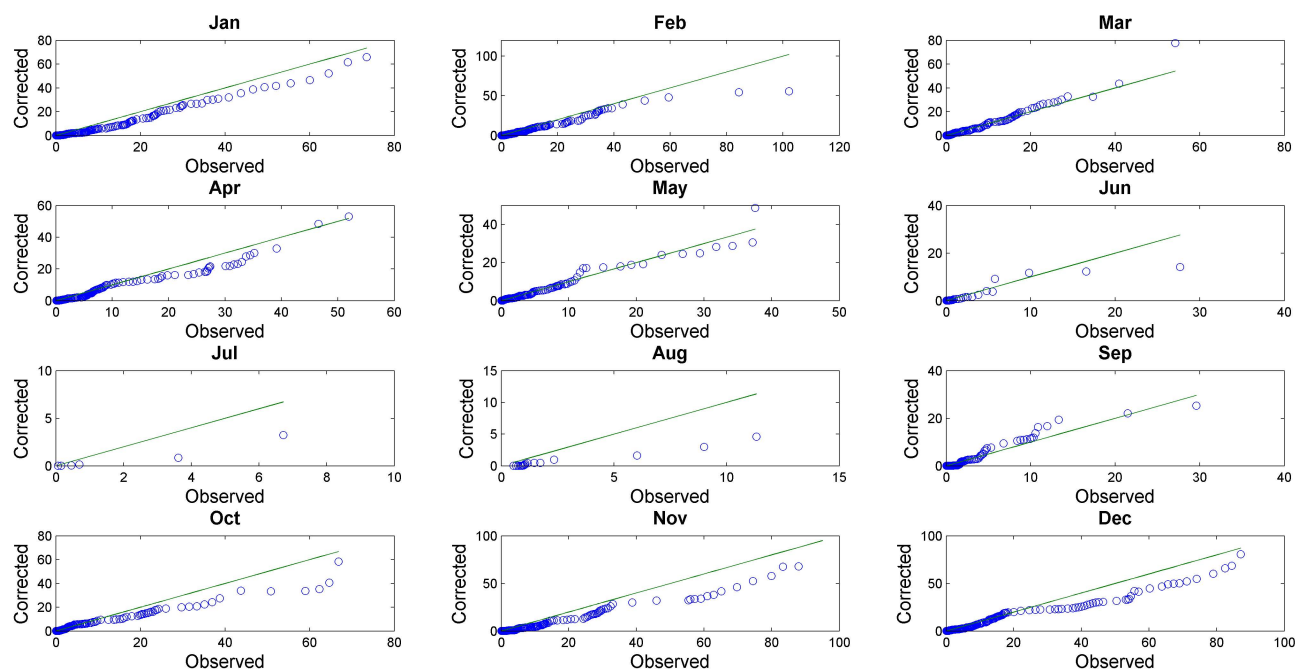 Jan
Corrected
80
60
40
20
0
0 20 40 60 80
Observed
Feb
Corrected
100
50
0
0 20 40 60 80 100 120
Observed
Mar
Corrected
80
60
40
20
0
0 20 40 60 80
Observed
Apr
Corrected
60
40
20
0
0 10 20 30 40 50 60
Observed
May
Corrected
40
20
0
0 10 20 30 40 50
Observed
Jun
Corrected
40
20
0
0 10 20 30 40
Observed
Jul
Corrected
10
5
0
0 2 4 6 8 10
Observed
Aug
Corrected
15
10
5
0
0 5 10 15
Observed
Sep
Corrected
40
20
0
0 10 20 30 40
Observed
Oct
Corrected
80
60
40
20
0
0 20 40 60 80
Observed
Nov
Corrected
100
50
0
0 20 40 60 80 100
Observed
Dec
Corrected
100
50
0
0 20 40 60 80 100
Observed